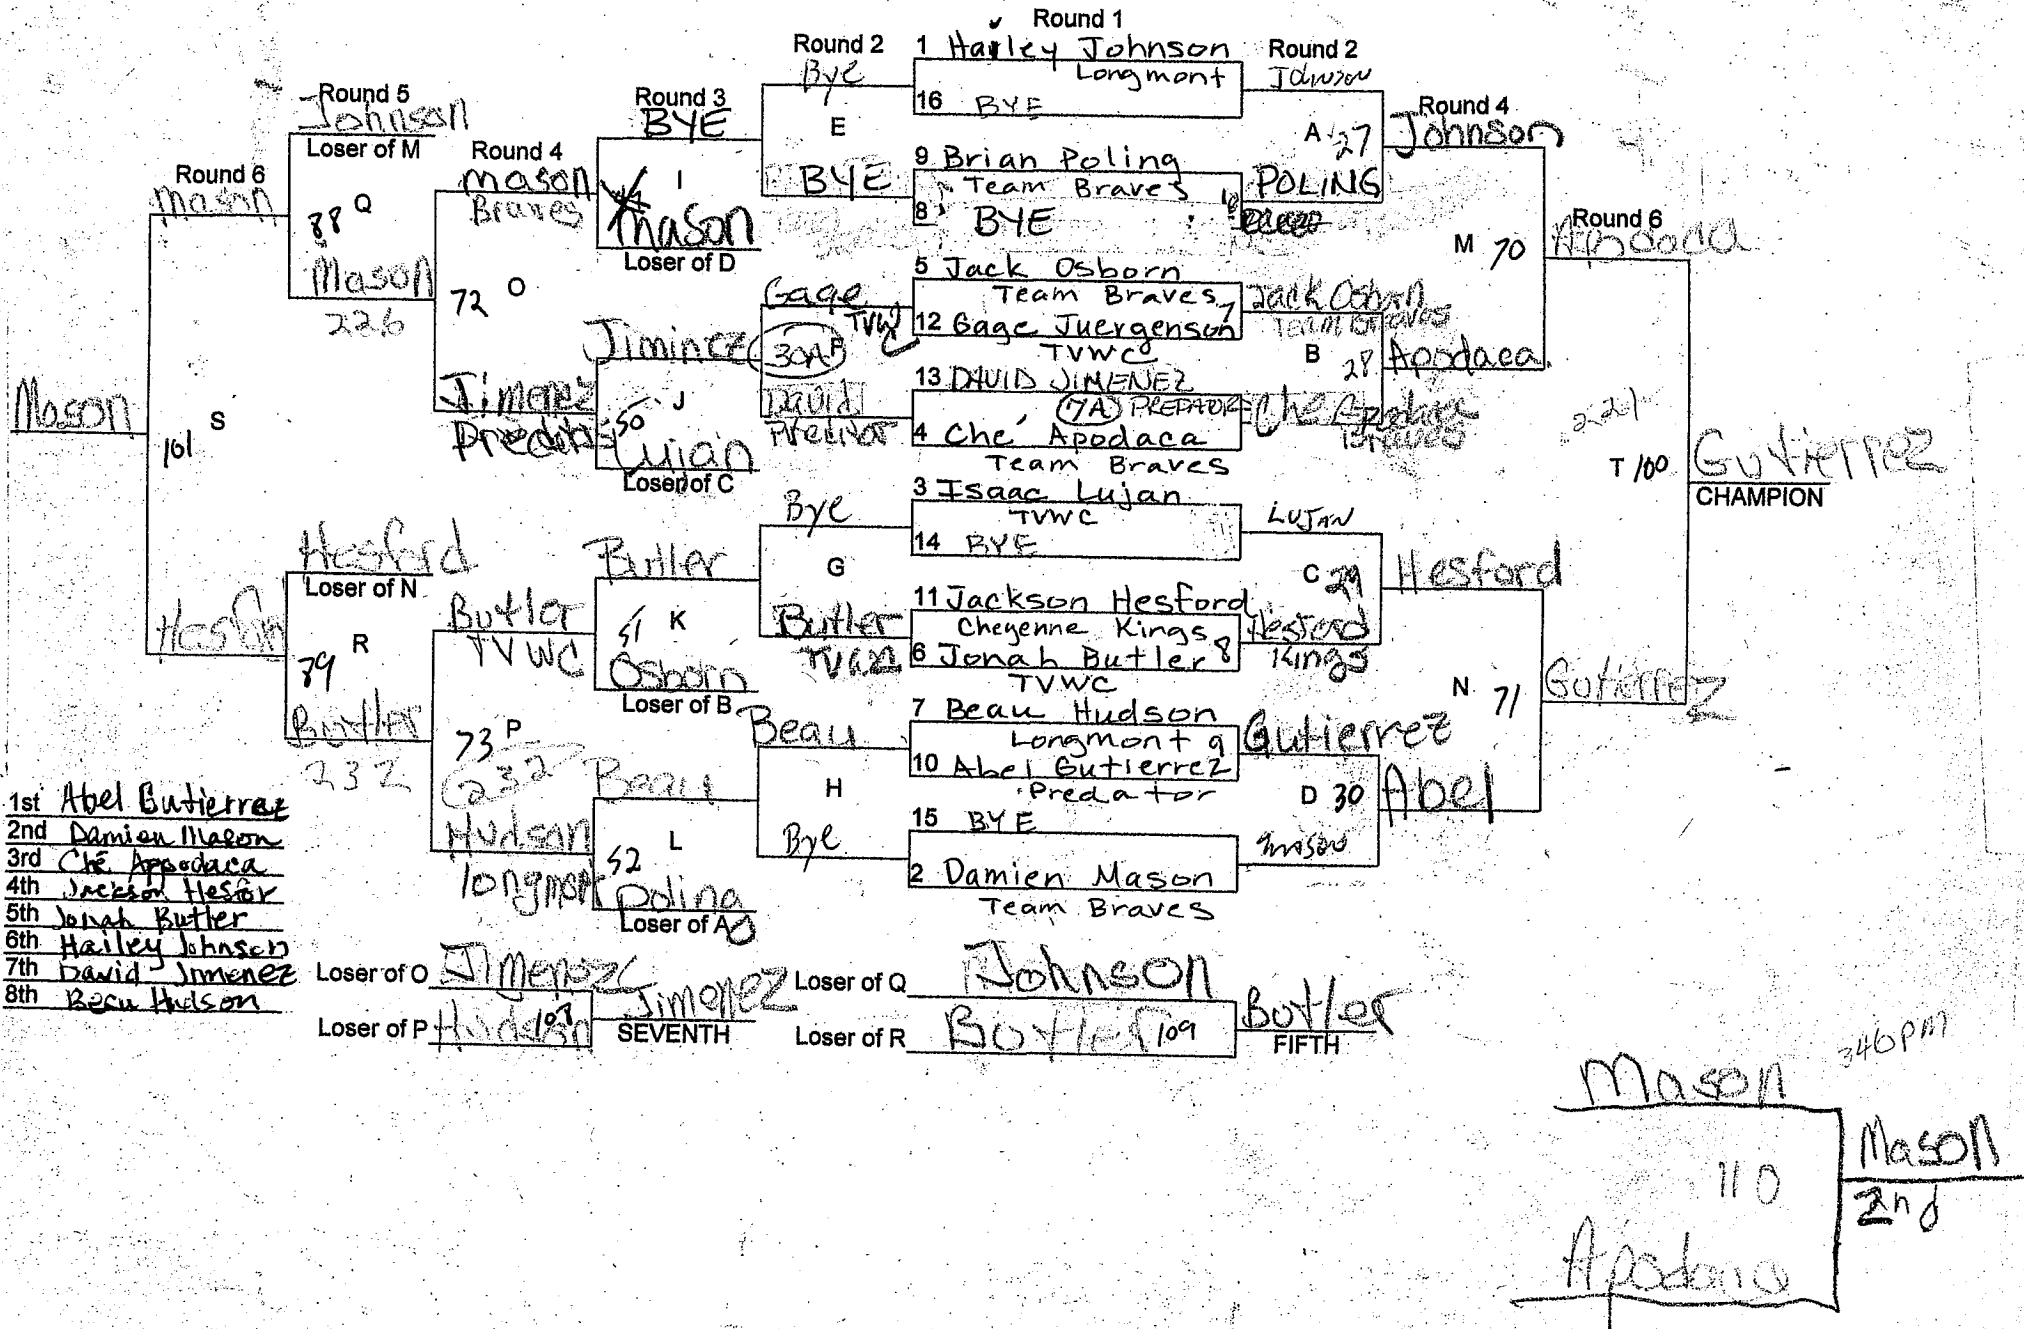 Round 1
Round 2
1 Harley Johnson
Longmont
Round 2
Bye
Johnson
16 BYE
Round 5
Johnson
Loser of M
Round 3
BYE
E
A 27
Round 4
Johnson
Round 4
Mason
Braves
I
9 Brian Poling
Team Braves
POLING
BYE
8 BYE
Round 6
Mason
88 Q
Mason
Loser of D
M 70
Round 6
Apodaca
Mason
226
72 O
5 Jack Osborn
Team Braves 7
Jack Osborn
Team Braves
Gage
TVWC
12 Gage Juergenson
TVWC
Jiminez
30A F
B 28
Apodaca
13 DAVID JIMENEZ
7A PREDATOR
David
Predator
Che Apodaca
Braves
4 Ché Apodaca
Team Braves
Jimenez
Predator
J
50
Lujan
Loser of C
Mason
S
101
221
T 100
Gutierrez
CHAMPION
3 Isaac Lujan
TVWC
LUJAN
Bye
14 BYE
Hesford
Loser of N
Butler
G
C 29
Hesford
11 Jackson Hesford
Cheyenne Kings
Hesford
Kings
Butler
TVWC
6 Jonah Butler 8
TVWC
Butler
TVWC
51 K
Osborn
Loser of B
R
89
N 71
Gutierrez
7 Beau Hudson
Longmont 9
Gutierrez
Beau
10 Abel Gutierrez
Predator
Butler
232
73 P
232
Beau
H
D 30
Abel
15 BYE
Mason
Bye
2 Damien Mason
Team Braves
Hudson
longmont
L
52
Poling
Loser of A
1st Abel Gutierrez
2nd Damien Mason
3rd Ché Appodaca
4th Jackson Hesfor
5th Jonah Butler
6th Hailey Johnson
7th David Jimenez
8th Beau Hudson
Loser of O Jimenez
Jimenez
SEVENTH
Loser of P Hudson 108
Loser of Q Johnson
Butler
FIFTH
Loser of R Butler 109
346 PM
Mason
110
Mason
2nd
Apodaca